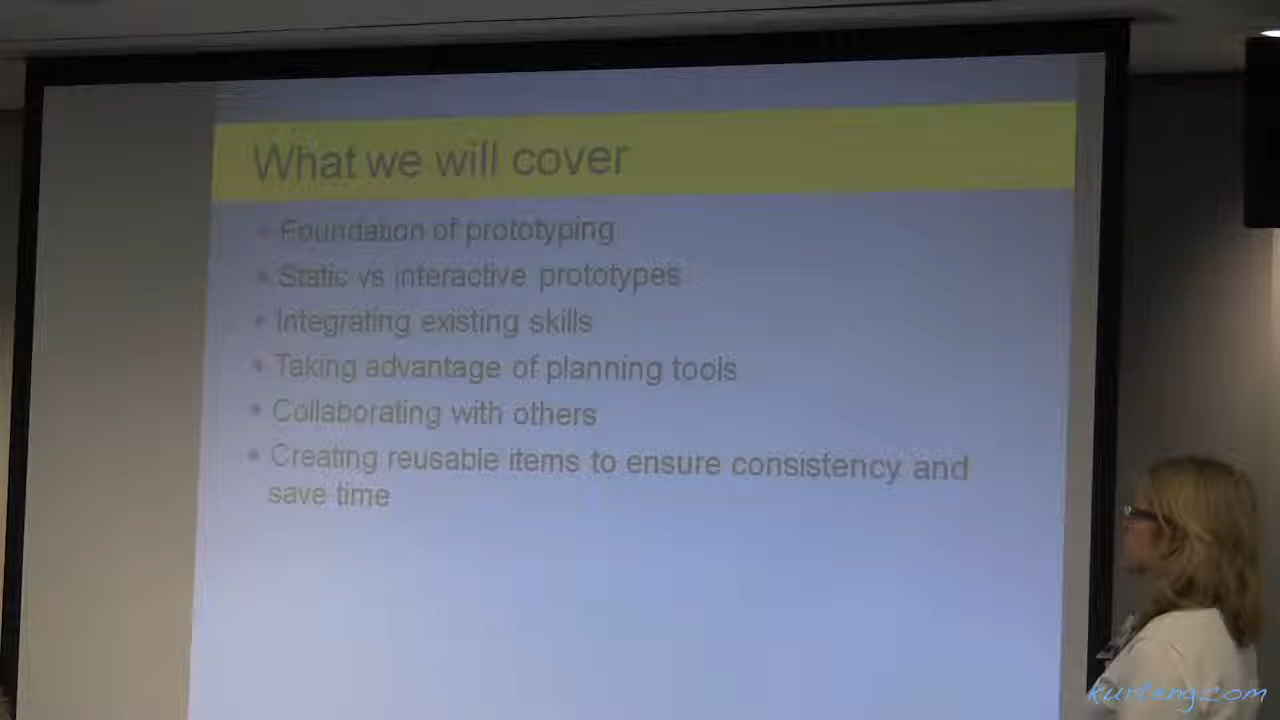 What we will cover
• Foundation of prototyping
• Static vs interactive prototypes
• Integrating existing skills
• Taking advantage of planning tools
• Collaborating with others
• Creating reusable items to ensure consistency and
save time
kurteng.com